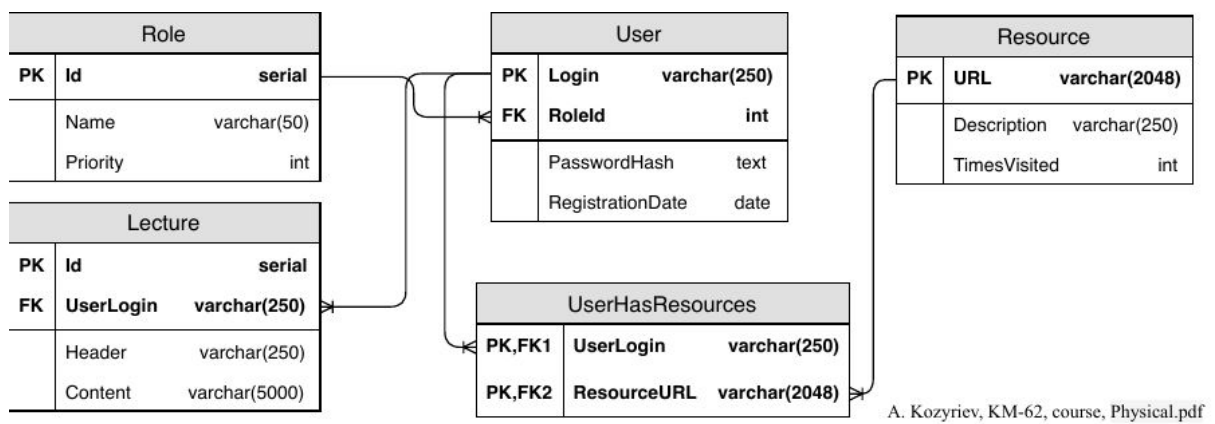 Role
PK Id serial
Name varchar(50)
Priority int
Lecture
PK Id serial
FK UserLogin varchar(250)
Header varchar(250)
Content varchar(5000)
User
PK Login varchar(250)
FK RoleId int
PasswordHash text
RegistrationDate date
UserHasResources
PK,FK1 UserLogin varchar(250)
PK,FK2 ResourceURL varchar(2048)
Resource
PK URL varchar(2048)
Description varchar(250)
TimesVisited int
A. Kozyriev, KM-62, course, Physical.pdf